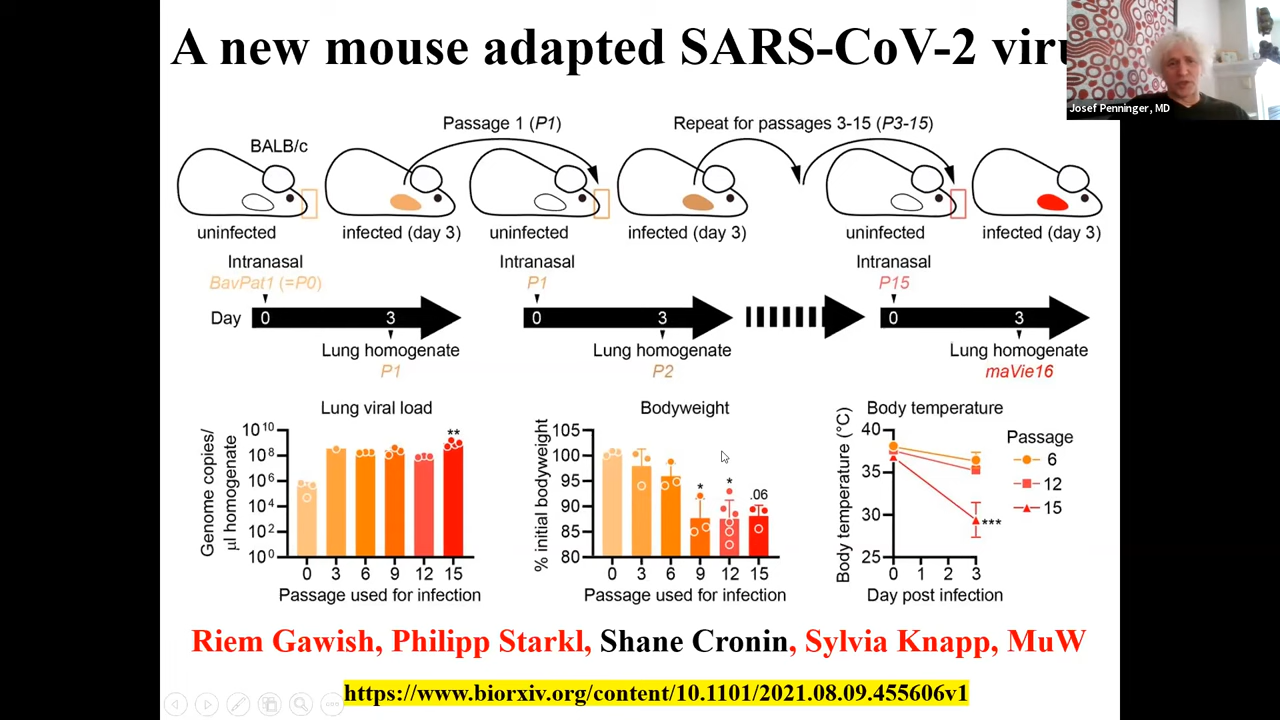 A new mouse adapted SARS-CoV-2 viru
Josef Penninger, MD
Passage 1 (P1)
Repeat for passages 3-15 (P3-15)
BALB/c
uninfected
infected (day 3)
uninfected
infected (day 3)
uninfected
infected (day 3)
Intranasal
BavPat1 (=P0)
Intranasal
P1
Intranasal
P15
Day
0
3
0
3
0
3
Lung homogenate
P1
Lung homogenate
P2
Lung homogenate
maVie16
Lung viral load
Genome copies/
µl homogenate
10^10
10^8
10^6
10^4
10^2
10^0
**
0 3 6 9 12 15
Passage used for infection
Bodyweight
% initial bodyweight
105
100
95
90
85
80
* * .06
0 3 6 9 12 15
Passage used for infection
Body temperature
Body temperature (°C)
40
35
30
25
***
0 1 2 3
Day post infection
Passage
6
12
15
Riem Gawish, Philipp Starkl, Shane Cronin, Sylvia Knapp, MuW
https://www.biorxiv.org/content/10.1101/2021.08.09.455606v1